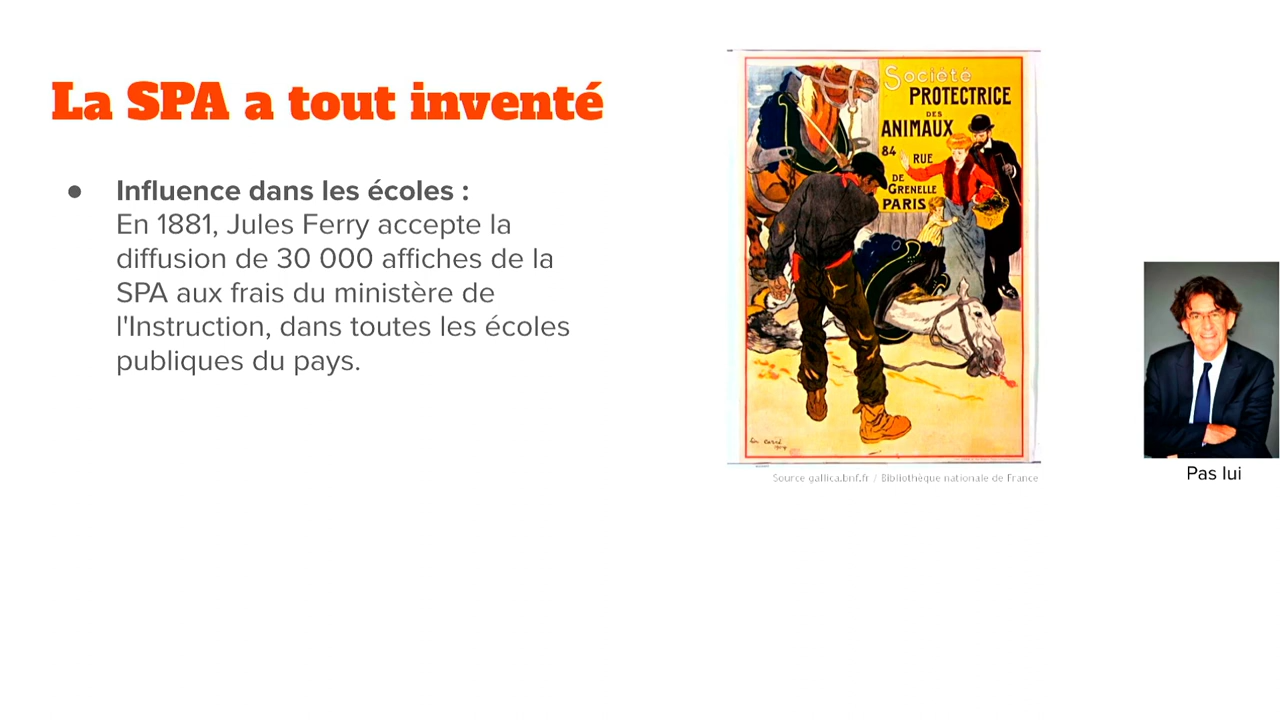 La SPA a tout inventé
● Influence dans les écoles :
En 1881, Jules Ferry accepte la
diffusion de 30 000 affiches de la
SPA aux frais du ministère de
l'Instruction, dans toutes les écoles
publiques du pays.
Société
PROTECTRICE
DES
ANIMAUX
84 RUE
DE
GRENELLE
PARIS
Source gallica.bnf.fr / Bibliothèque nationale de France
Pas lui